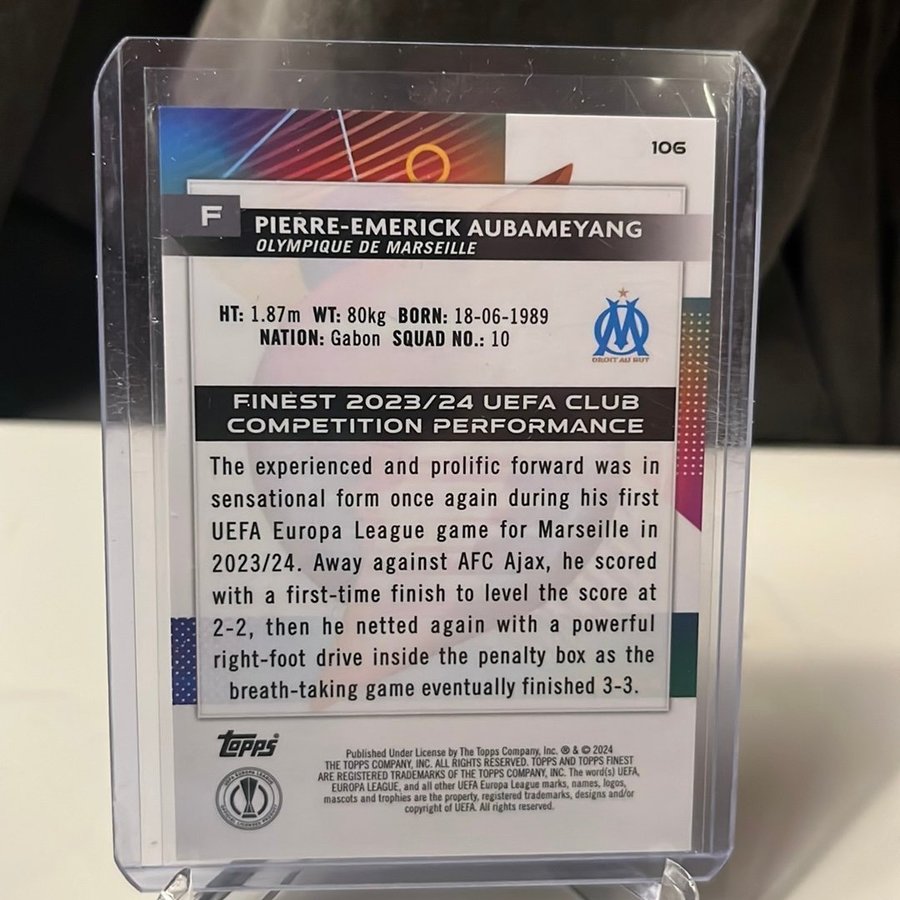 106
F
PIERRE-EMERICK AUBAMEYANG
OLYMPIQUE DE MARSEILLE
HT: 1.87m WT: 80kg BORN: 18-06-1989
NATION: Gabon SQUAD NO.: 10
DROIT AU BUT
FINEST 2023/24 UEFA CLUB
COMPETITION PERFORMANCE
The experienced and prolific forward was in
sensational form once again during his first
UEFA Europa League game for Marseille in
2023/24. Away against AFC Ajax, he scored
with a first-time finish to level the score at
2-2, then he netted again with a powerful
right-foot drive inside the penalty box as the
breath-taking game eventually finished 3-3.
Topps
UEFA EUROPA LEAGUE
OFFICIAL LICENSED PRODUCT
Published Under License by The Topps Company, Inc. ® & © 2024
THE TOPPS COMPANY, INC. ALL RIGHTS RESERVED. TOPPS AND TOPPS FINEST
ARE REGISTERED TRADEMARKS OF THE TOPPS COMPANY, INC. The word(s) UEFA,
EUROPA LEAGUE, and all other UEFA Europa League marks, names, logos,
mascots and trophies are the property, registered trademarks, designs and/or
copyright of UEFA. All rights reserved.